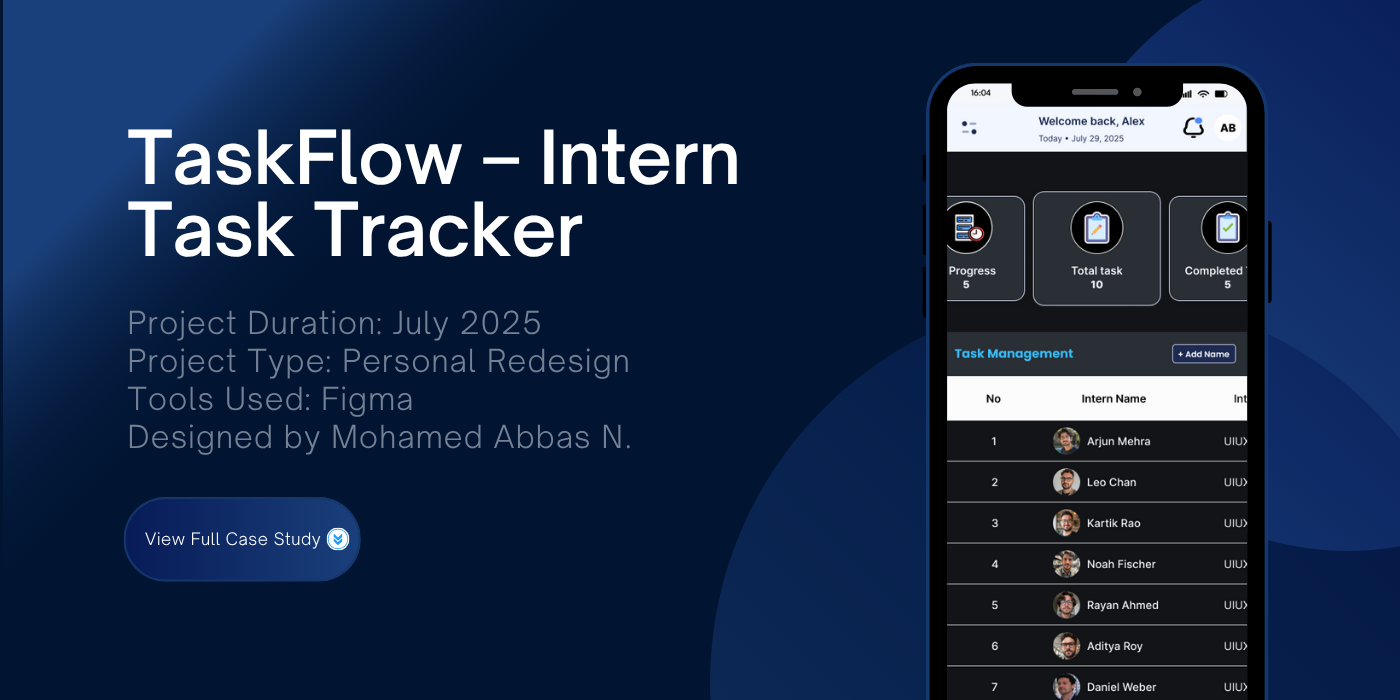 TaskFlow – Intern
Task Tracker
Project Duration: July 2025
Project Type: Personal Redesign
Tools Used: Figma
Designed by Mohamed Abbas N.
View Full Case Study
16:04
Welcome back, Alex
Today • July 29, 2025
AB
Progress
5
Total task
10
Completed
5
Task Management
+ Add Name
No Intern Name Int
1 Arjun Mehra UIUX
2 Leo Chan UIUX
3 Kartik Rao UIUX
4 Noah Fischer UIUX
5 Rayan Ahmed UIUX
6 Aditya Roy UIUX
7 Daniel Weber UIUX